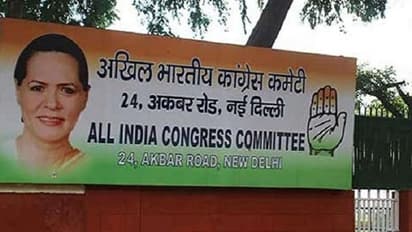 अखिल भारतीय कांग्रेस कमेटी
24, अकबर रोड, नई दिल्ली
ALL INDIA CONGRESS COMMITTEE
24, AKBAR ROAD, NEW DELHI